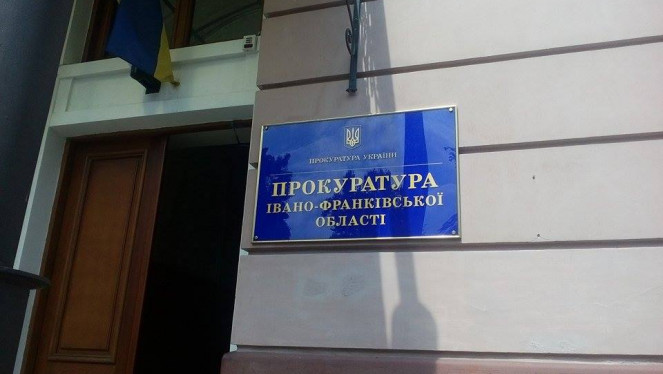 ПРОКУРАТУРА УКРАЇНИ
ПРОКУРАТУРА
ІВАНО-ФРАНКІВСЬКОЇ
ОБЛАСТІ